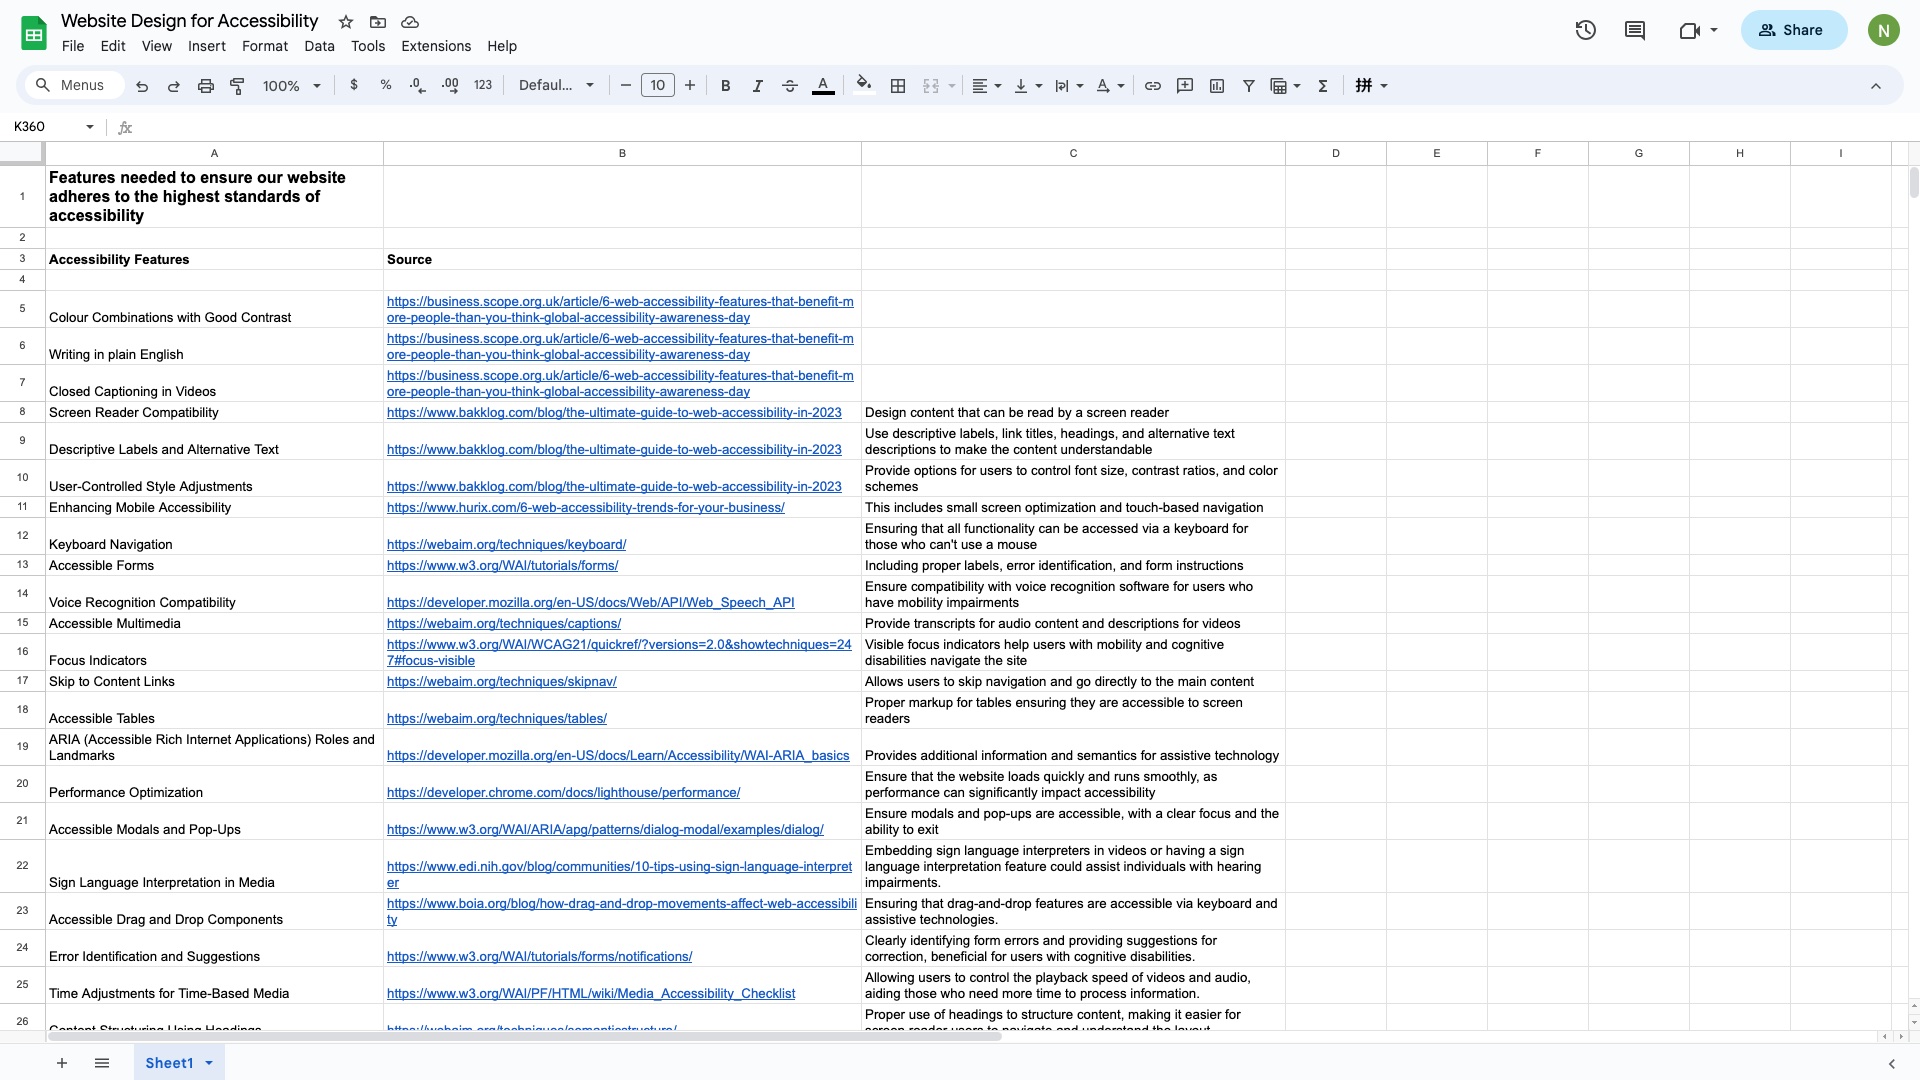 Website Design for Accessibility
File Edit View Insert Format Data Tools Extensions Help
Share
N
Menus
100%
$ % .0 .00 123
Defaul...
10
B I A
K360
fx
A B C D E F G H I
1 Features needed to ensure our website
adheres to the highest standards of
accessibility
2
3 Accessibility Features Source
4
5 Colour Combinations with Good Contrast
https://business.scope.org.uk/article/6-web-accessibility-features-that-benefit-m
ore-people-than-you-think-global-accessibility-awareness-day
6 Writing in plain English
https://business.scope.org.uk/article/6-web-accessibility-features-that-benefit-m
ore-people-than-you-think-global-accessibility-awareness-day
7 Closed Captioning in Videos
https://business.scope.org.uk/article/6-web-accessibility-features-that-benefit-m
ore-people-than-you-think-global-accessibility-awareness-day
8 Screen Reader Compatibility https://www.bakklog.com/blog/the-ultimate-guide-to-web-accessibility-in-2023 Design content that can be read by a screen reader
9 Descriptive Labels and Alternative Text https://www.bakklog.com/blog/the-ultimate-guide-to-web-accessibility-in-2023
Use descriptive labels, link titles, headings, and alternative text
descriptions to make the content understandable
10 User-Controlled Style Adjustments https://www.bakklog.com/blog/the-ultimate-guide-to-web-accessibility-in-2023
Provide options for users to control font size, contrast ratios, and color
schemes
11 Enhancing Mobile Accessibility https://www.hurix.com/6-web-accessibility-trends-for-your-business/ This includes small screen optimization and touch-based navigation
12 Keyboard Navigation https://webaim.org/techniques/keyboard/
Ensuring that all functionality can be accessed via a keyboard for
those who can't use a mouse
13 Accessible Forms https://www.w3.org/WAI/tutorials/forms/ Including proper labels, error identification, and form instructions
14 Voice Recognition Compatibility https://developer.mozilla.org/en-US/docs/Web/API/Web_Speech_API
Ensure compatibility with voice recognition software for users who
have mobility impairments
15 Accessible Multimedia https://webaim.org/techniques/captions/ Provide transcripts for audio content and descriptions for videos
16 Focus Indicators
https://www.w3.org/WAI/WCAG21/quickref/?versions=2.0&showtechniques=24
7#focus-visible
Visible focus indicators help users with mobility and cognitive
disabilities navigate the site
17 Skip to Content Links https://webaim.org/techniques/skipnav/ Allows users to skip navigation and go directly to the main content
18 Accessible Tables https://webaim.org/techniques/tables/
Proper markup for tables ensuring they are accessible to screen
readers
19 ARIA (Accessible Rich Internet Applications) Roles and
Landmarks
https://developer.mozilla.org/en-US/docs/Learn/Accessibility/WAI-ARIA_basics Provides additional information and semantics for assistive technology
20 Performance Optimization https://developer.chrome.com/docs/lighthouse/performance/
Ensure that the website loads quickly and runs smoothly, as
performance can significantly impact accessibility
21 Accessible Modals and Pop-Ups https://www.w3.org/WAI/ARIA/apg/patterns/dialog-modal/examples/dialog/
Ensure modals and pop-ups are accessible, with a clear focus and the
ability to exit
22 Sign Language Interpretation in Media
https://www.edi.nih.gov/blog/communities/10-tips-using-sign-language-interpret
er
Embedding sign language interpreters in videos or having a sign
language interpretation feature could assist individuals with hearing
impairments.
23 Accessible Drag and Drop Components
https://www.boia.org/blog/how-drag-and-drop-movements-affect-web-accessibili
ty
Ensuring that drag-and-drop features are accessible via keyboard and
assistive technologies.
24 Error Identification and Suggestions https://www.w3.org/WAI/tutorials/forms/notifications/
Clearly identifying form errors and providing suggestions for
correction, beneficial for users with cognitive disabilities.
25 Time Adjustments for Time-Based Media https://www.w3.org/WAI/PF/HTML/wiki/Media_Accessibility_Checklist
Allowing users to control the playback speed of videos and audio,
aiding those who need more time to process information.
26 Content Structuring Using Headings https://webaim.org/techniques/semanticstructure/
Proper use of headings to structure content, making it easier for
screen reader users to navigate and understand the layout.
Sheet1